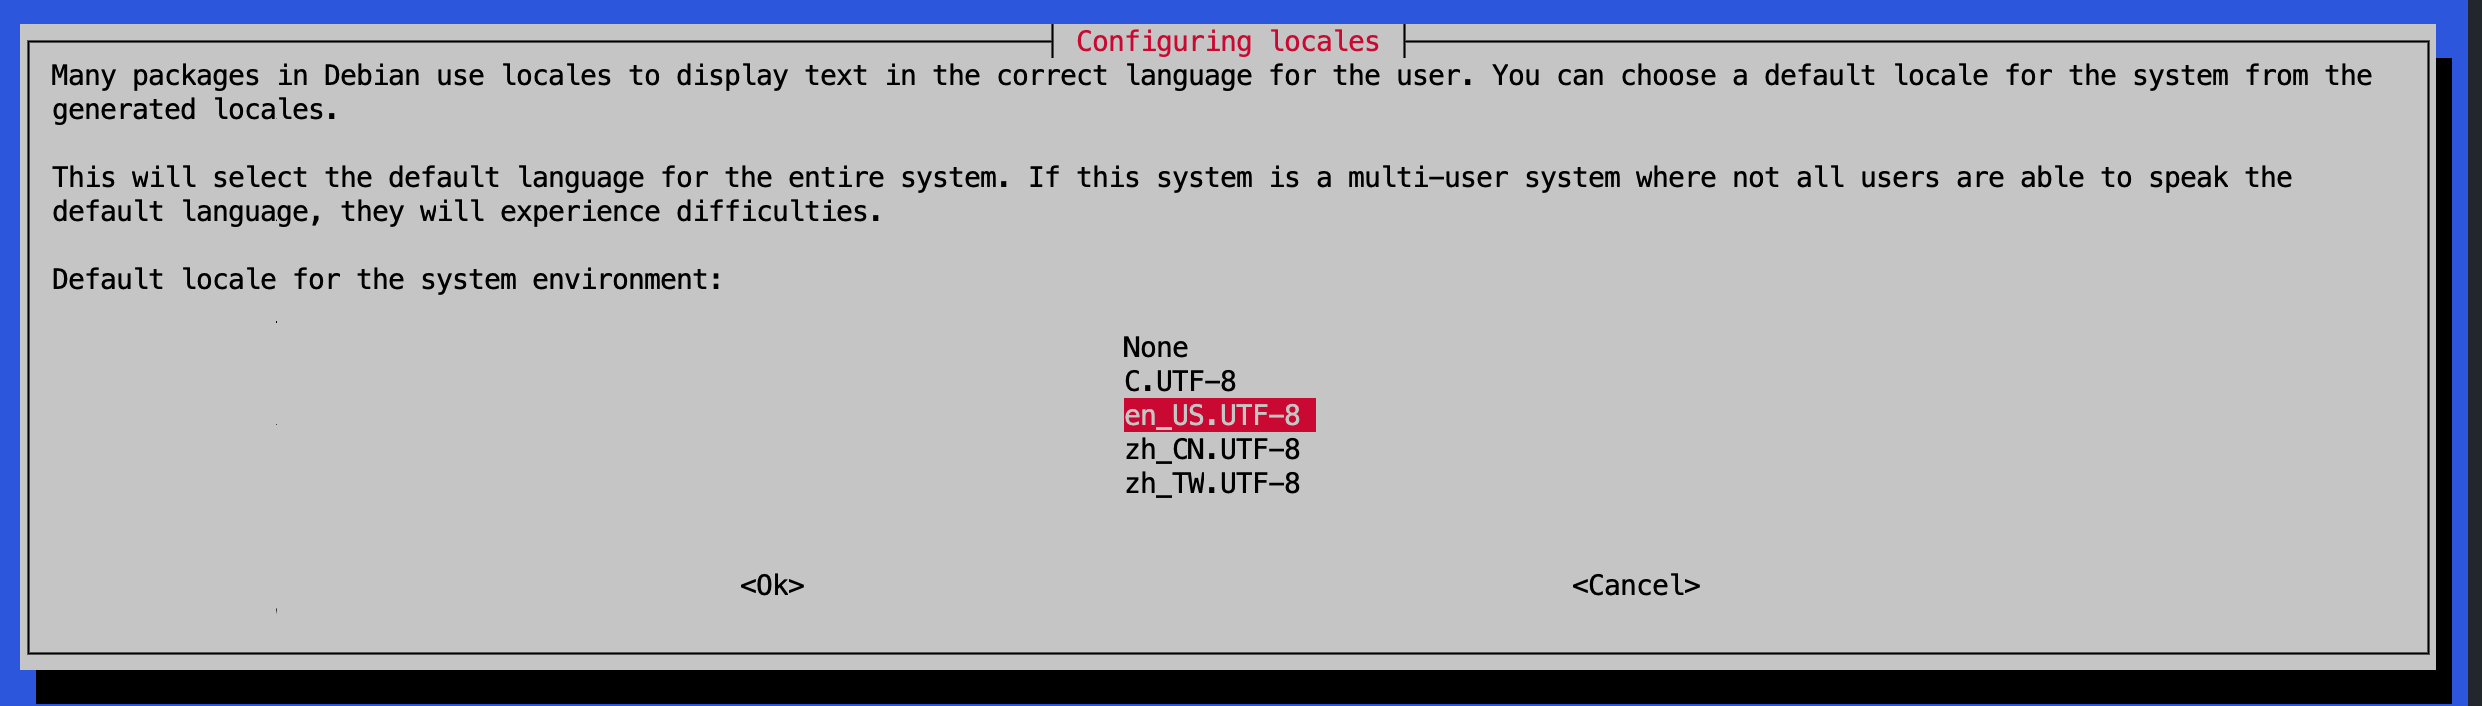 Configuring locales
Many packages in Debian use locales to display text in the correct language for the user. You can choose a default locale for the system from the
generated locales.
This will select the default language for the entire system. If this system is a multi-user system where not all users are able to speak the
default language, they will experience difficulties.
Default locale for the system environment:
None
C.UTF-8
en_US.UTF-8
zh_CN.UTF-8
zh_TW.UTF-8
<Ok> <Cancel>